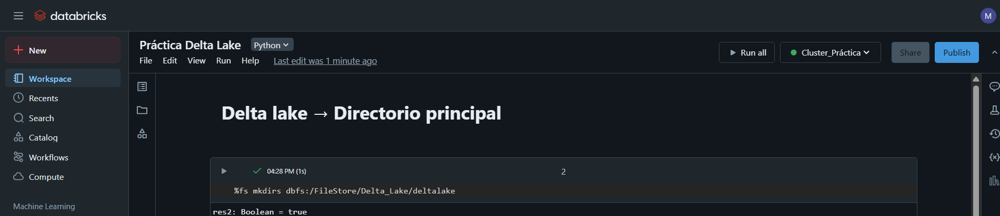 databricks
M
New
Workspace
Recents
Search
Catalog
Workflows
Compute
Machine Learning
Práctica Delta Lake Python
File Edit View Run Help Last edit was 1 minute ago
Run all Cluster_Práctica Share Publish
Delta lake → Directorio principal
04:28 PM (1s) 2
%fs mkdirs dbfs:/FileStore/Delta_Lake/deltalake
res2: Boolean = true